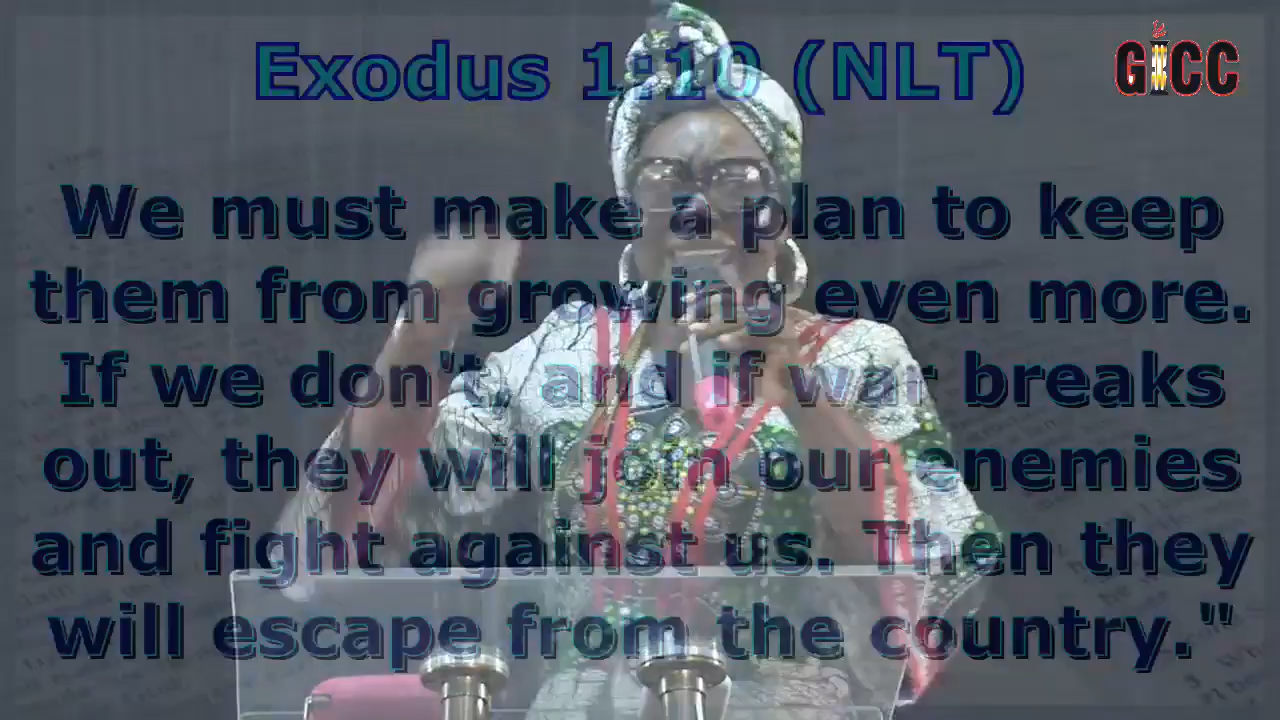 Exodus 1:10 (NLT)
GICC
We must make a plan to keep
them from growing even more.
If we don't, and if war breaks
out, they will join our enemies
and fight against us. Then they
will escape from the country."